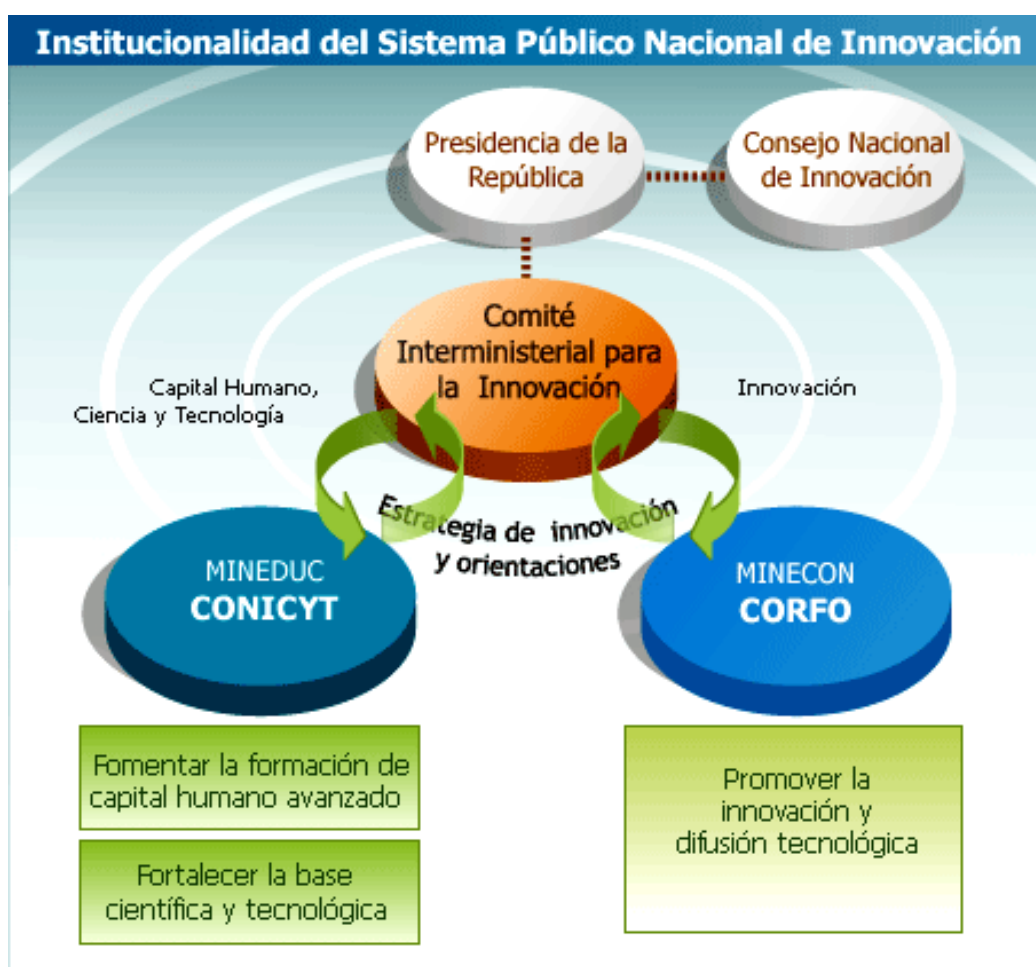 Institucionalidad del Sistema Público Nacional de Innovación
Presidencia de la
República
Consejo Nacional
de Innovación
Comité
Interministerial para
la Innovación
Capital Humano,
Ciencia y Tecnología
Innovación
Estrategia de innovación
y orientaciones
MINEDUC
CONICYT
MINECON
CORFO
Fomentar la formación de
capital humano avanzado
Fortalecer la base
científica y tecnológica
Promover la
innovación y
difusión tecnológica